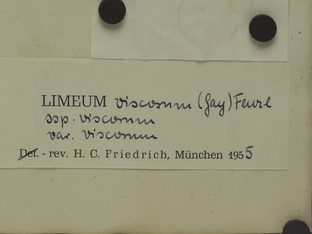 LIMEUM viscosum (Gay) Fenzl
ssp. viscosum
var. viscosum
Det. - rev. H. C. Friedrich, München 1955